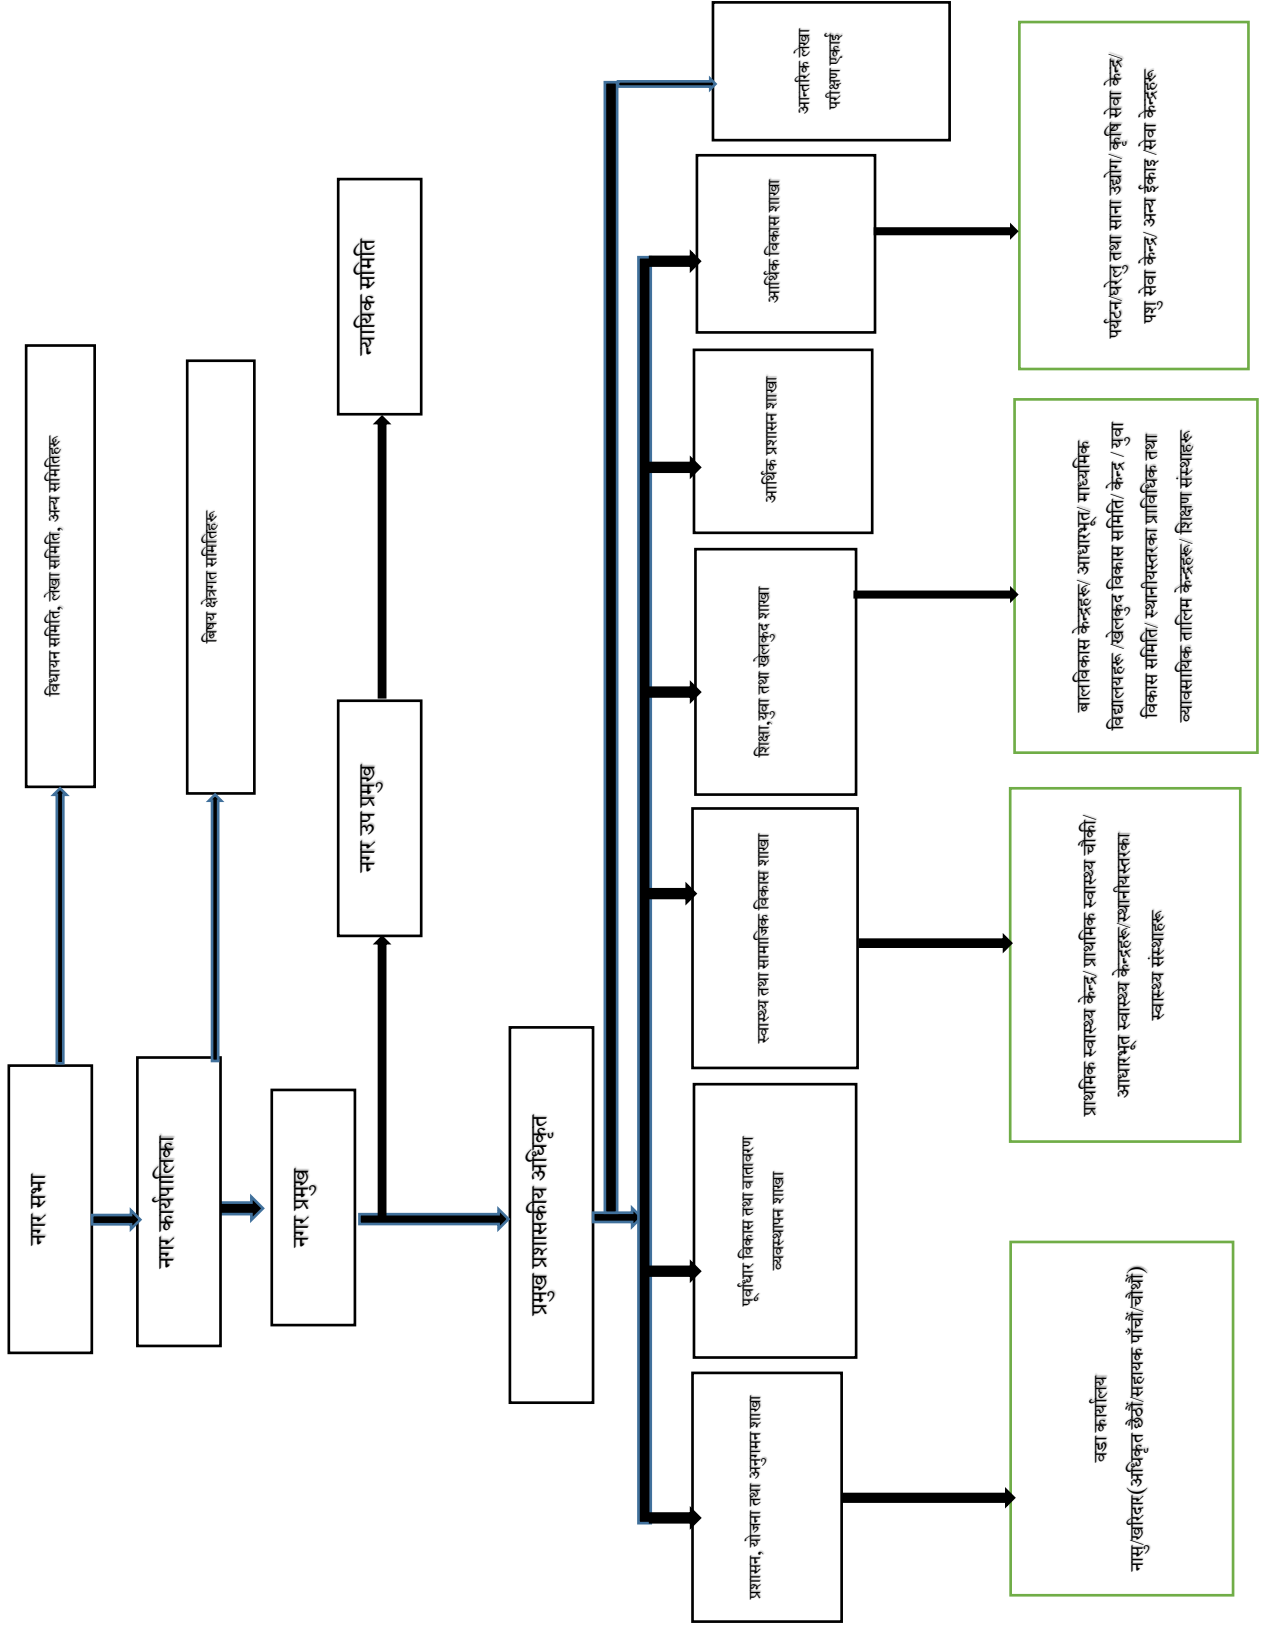 नगर सभा
विधायन समिति, लेखा समिति, अन्य समितिहरू
नगर कार्यपालिका
बिषय क्षेत्रगत समितिहरू
नगर प्रमुख
नगर उप प्रमुख
न्यायिक समिति
प्रमुख प्रशासकीय अधिकृत
प्रशासन, योजना तथा अनुगमन शाखा
पूर्वाधार विकास तथा वातावरण
व्यवस्थापन शाखा
स्वास्थ्य तथा सामाजिक विकास शाखा
शिक्षा,युवा तथा खेलकुद शाखा
आर्थिक प्रशासन शाखा
आर्थिक विकास शाखा
आन्तरिक लेखा
परीक्षण एकाई
वडा कार्यालय
नासु/खरिदार(अधिकृत छैठौं/सहायक पाँचौं/चौथौं)
प्राथमिक स्वास्थ्य केन्द्र/ प्राथमिक स्वास्थ्य चौकी/
आधारभूत स्वास्थ्य केन्द्रहरू/स्थानीयस्तरका
स्वास्थ्य संस्थाहरू
बालविकास केन्द्रहरू/ आधारभूत/ माध्यमिक
विद्यालयहरू /खेलकुद विकास समिति/ केन्द्र / युवा
विकास समिति/ स्थानीयस्तरका प्राविधिक तथा
व्यावसायिक तालिम केन्द्रहरू/ शिक्षण संस्थाहरू
पर्यटन/घरेलु तथा साना उद्योग/ कृषि सेवा केन्द्र/
पशु सेवा केन्द्र/ अन्य ईकाइ /सेवा केन्द्रहरू